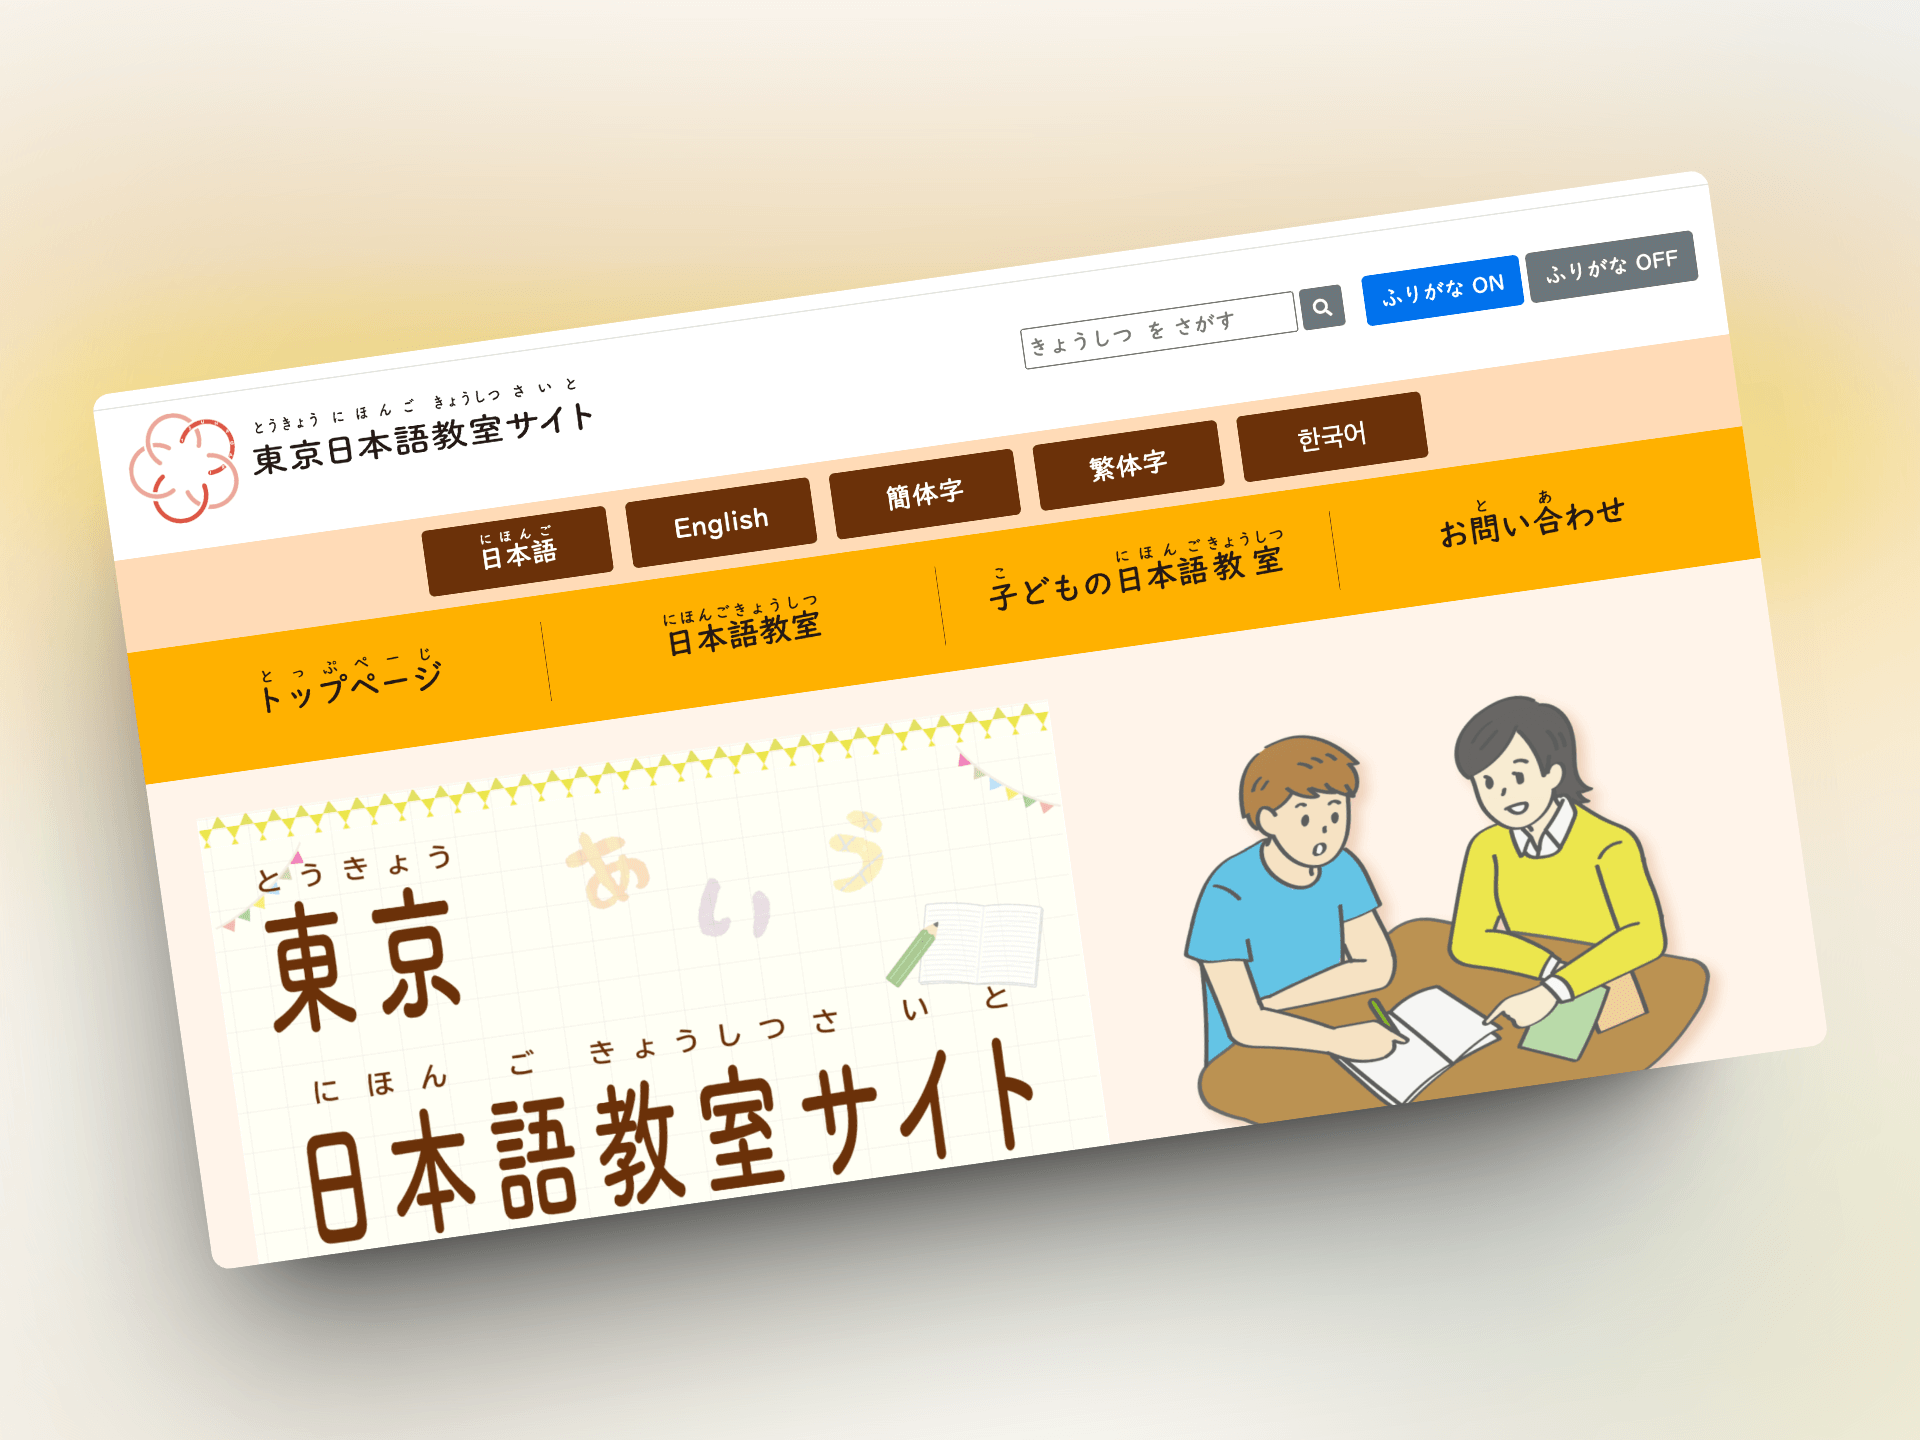 きょうしつ を さがす
ふりがな ON
ふりがな OFF
とうきょう に ほ ん ご きょうしつ さ い と
東京日本語教室サイト
に ほ ん ご
日本語
English
簡体字
繁体字
한국어
と っ ぷ ぺ ー じ
トップページ
にほんごきょうしつ
日本語教室
こ に ほ ん ごきょうしつ
子どもの日本語教室
と あ
お問い合わせ
あいう
とうきょう
東京
に ほ ん ご きょうしつ さ い と
日本語教室サイト